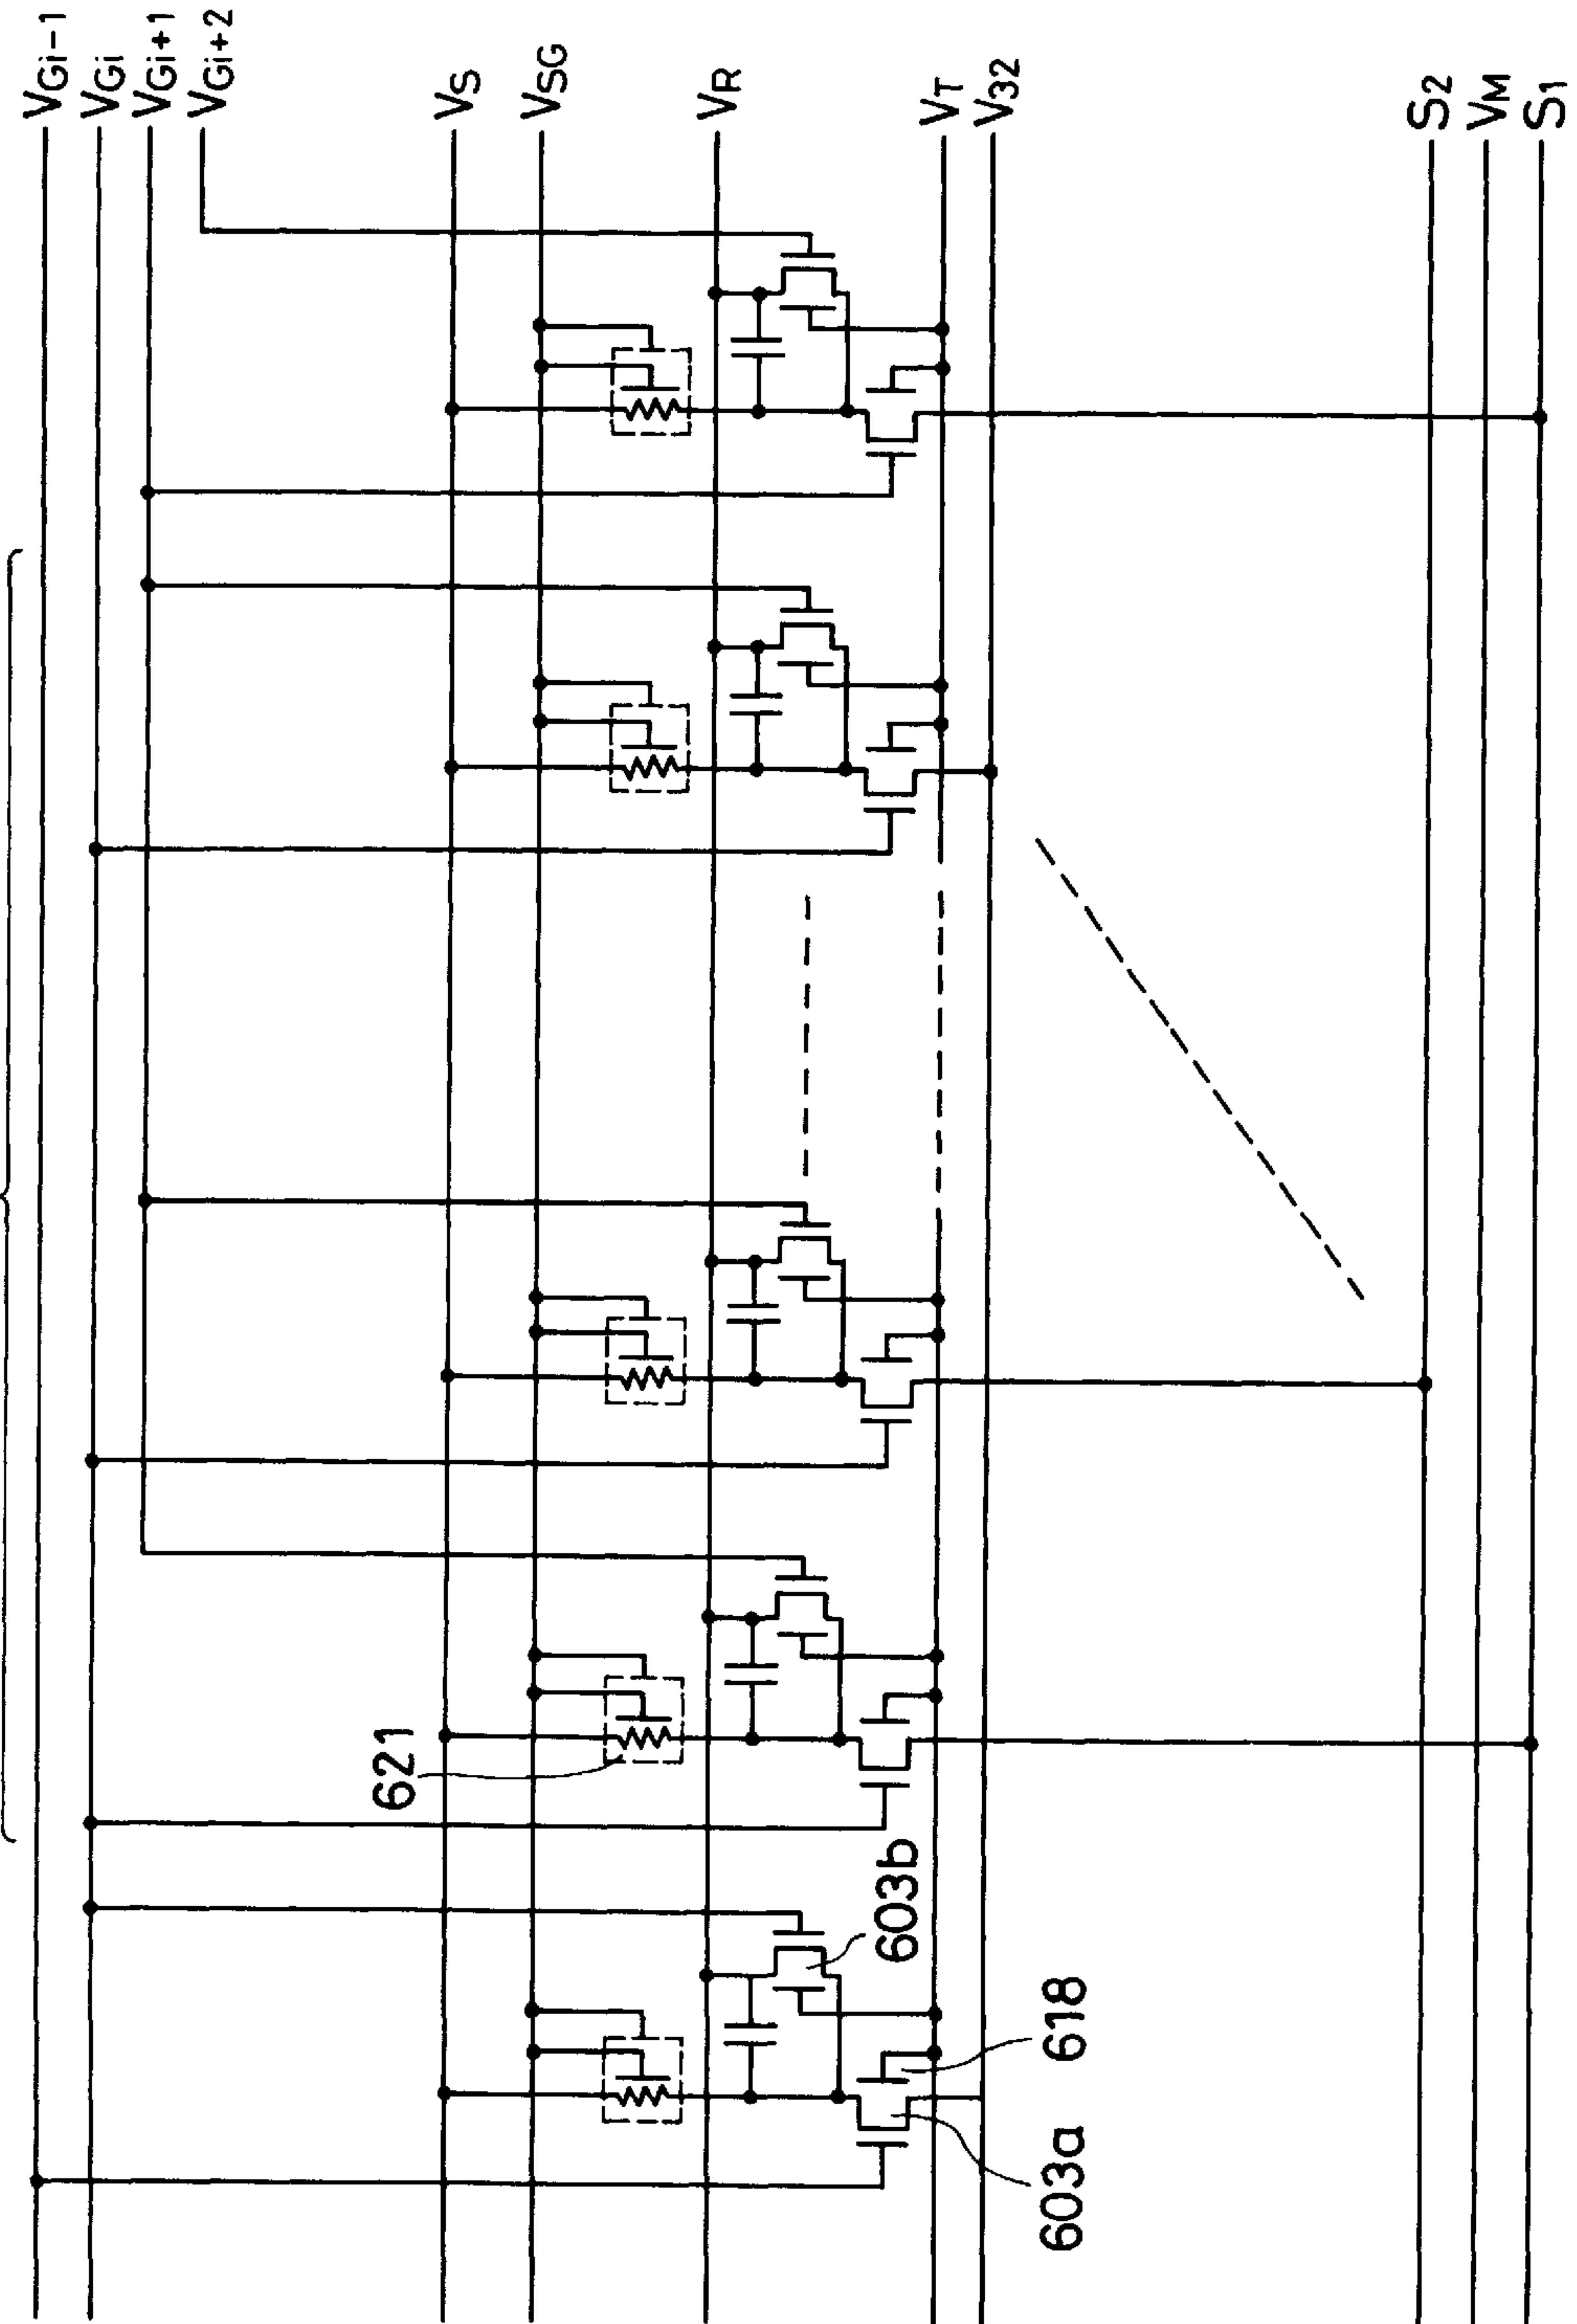 VGi-1
VGi
VGi+1
VGi+2
VS
VSG
VR
VT
V32
S2
VM
S1
621
603b
618
603a